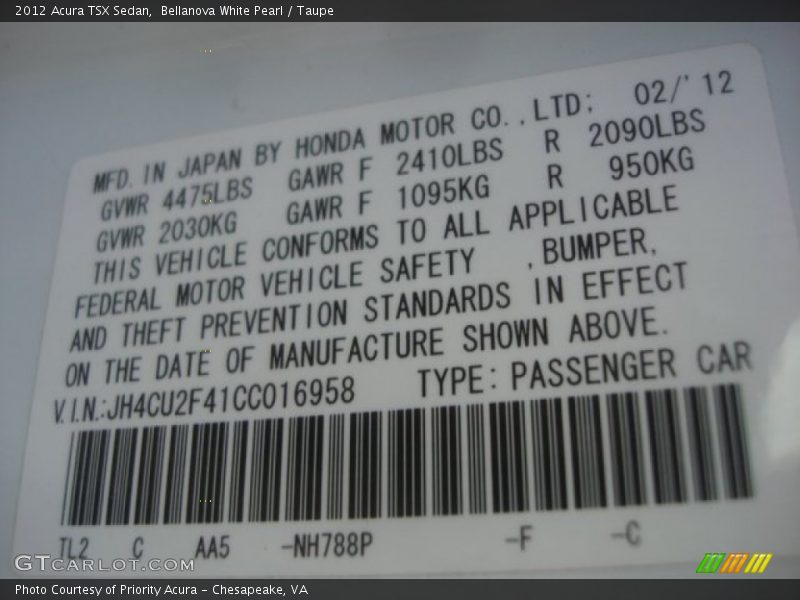 2012 Acura TSX Sedan, Bellanova White Pearl / Taupe
MFD. IN JAPAN BY HONDA MOTOR CO., LTD; 02/'12
GVWR 4475LBS GAWR F 2410LBS R 2090LBS
GVWR 2030KG GAWR F 1095KG R 950KG
THIS VEHICLE CONFORMS TO ALL APPLICABLE
FEDERAL MOTOR VEHICLE SAFETY ,BUMPER,
AND THEFT PREVENTION STANDARDS IN EFFECT
ON THE DATE OF MANUFACTURE SHOWN ABOVE.
V.I.N.:JH4CU2F41CC016958 TYPE: PASSENGER CAR
TL2 C AA5 -NH788P -F -C
GTCARLOT.COM
Photo Courtesy of Priority Acura – Chesapeake, VA